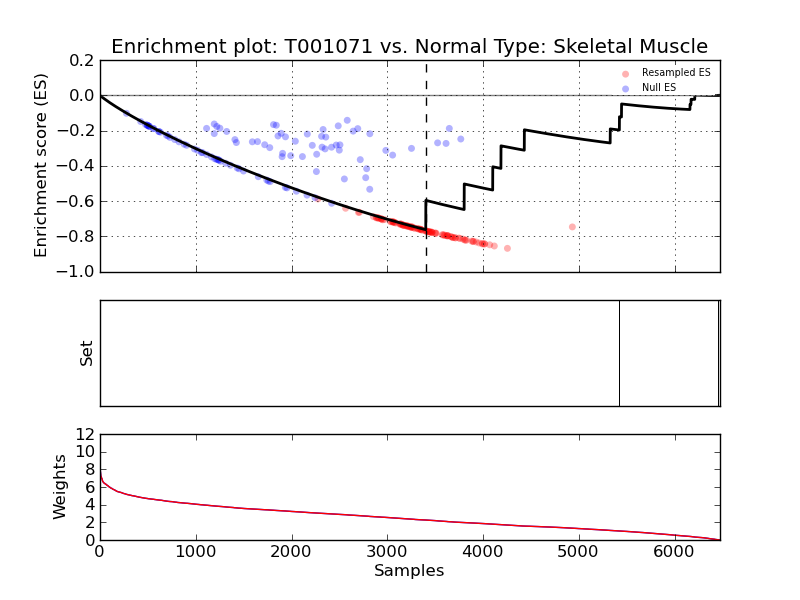 Enrichment plot: T001071 vs. Normal Type: Skeletal Muscle
Enrichment score (ES)
0.2
0.0
−0.2
−0.4
−0.6
−0.8
−1.0
Resampled ES
Null ES
Set
Weights
12
10
8
6
4
2
0
0 1000 2000 3000 4000 5000 6000
Samples